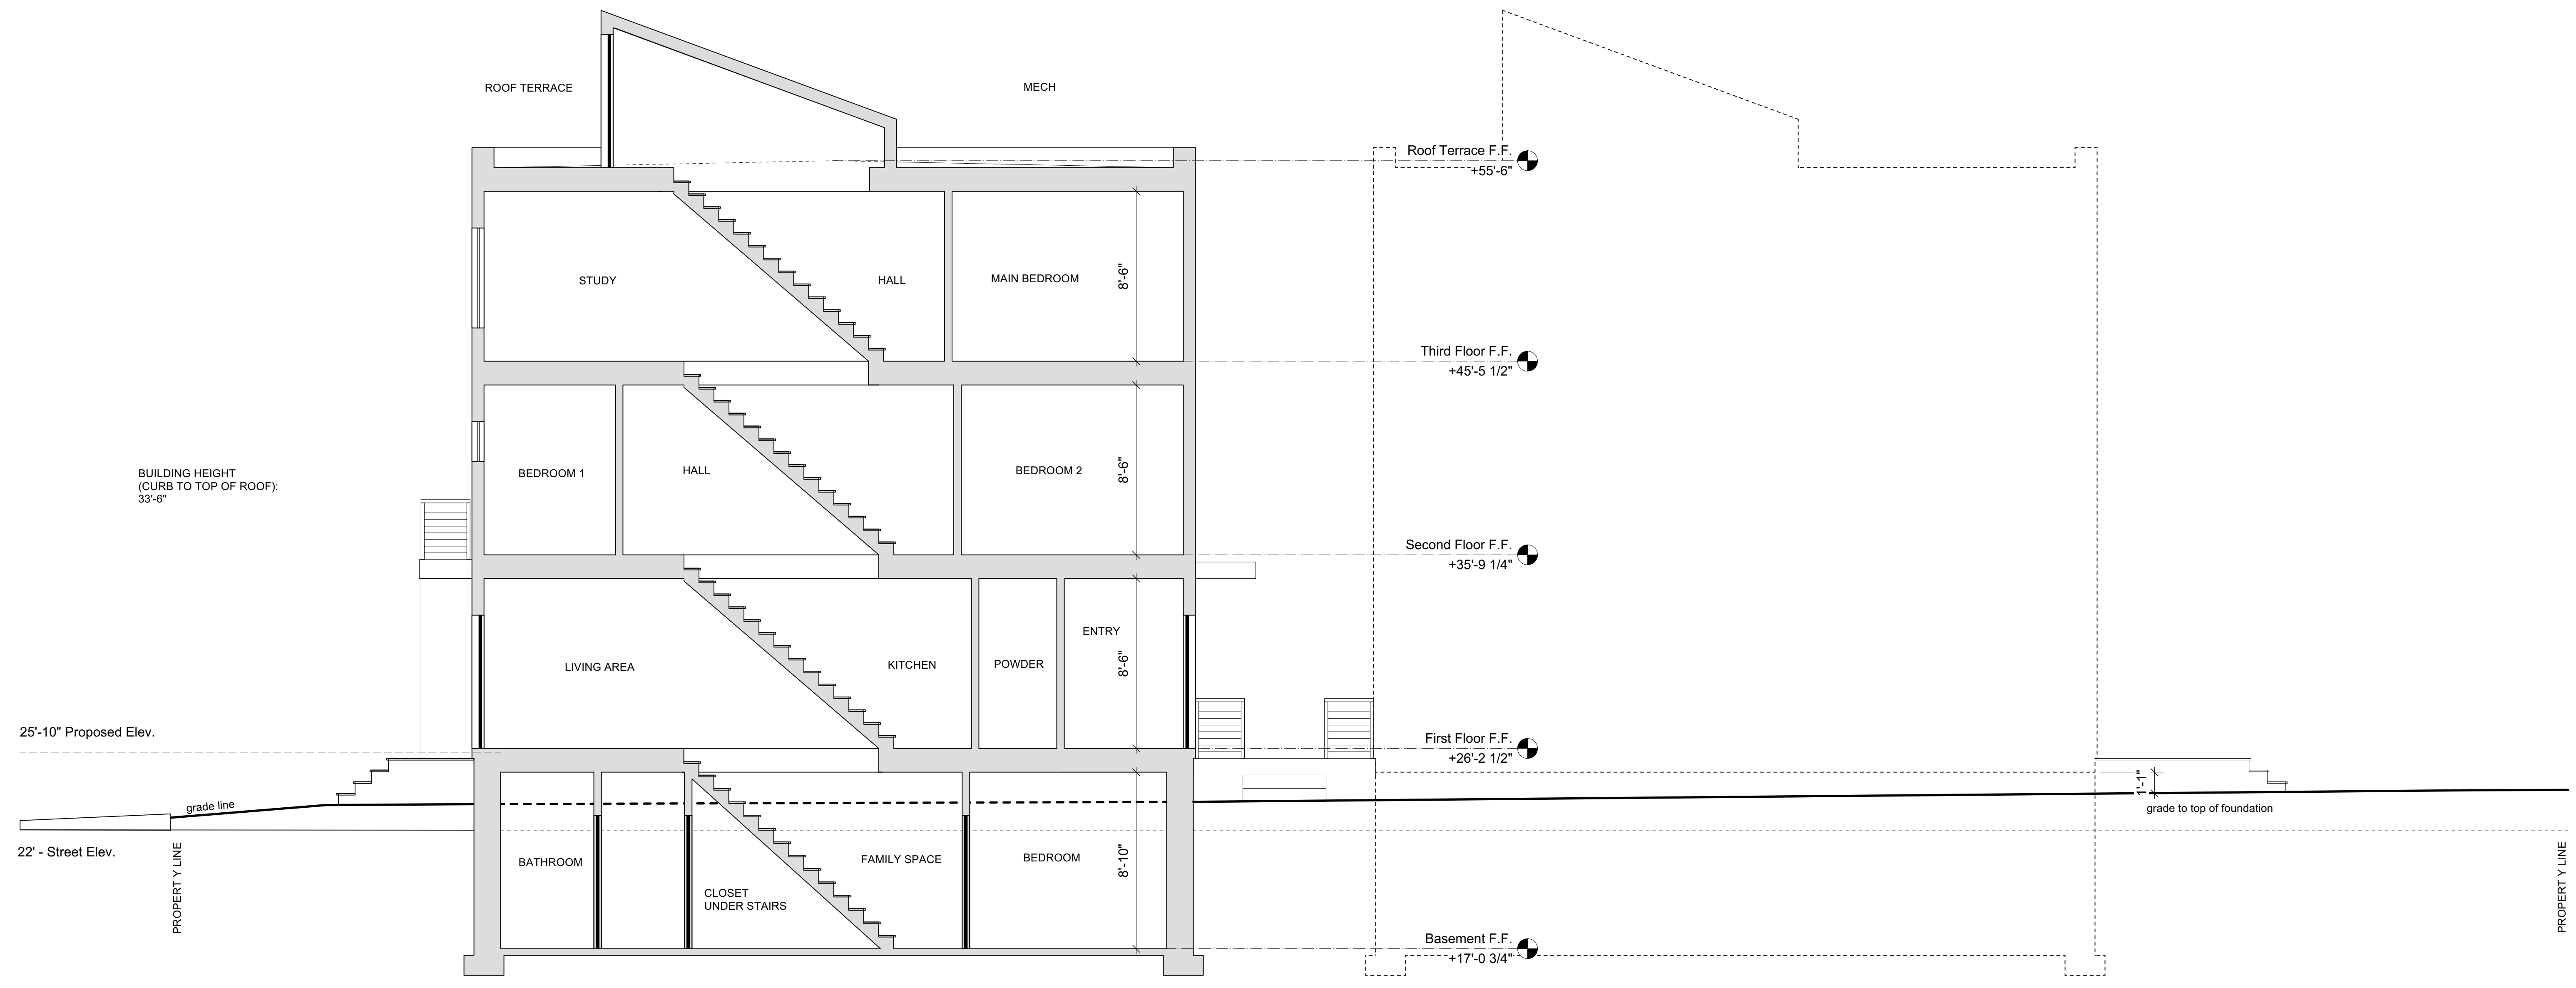 ROOF TERRACE
MECH
Roof Terrace F.F.
+55'-6"
STUDY
HALL
MAIN BEDROOM
8'-6"
Third Floor F.F.
+45'-5 1/2"
BUILDING HEIGHT
(CURB TO TOP OF ROOF):
33'-6"
BEDROOM 1
HALL
BEDROOM 2
8'-6"
Second Floor F.F.
+35'-9 1/4"
LIVING AREA
KITCHEN
POWDER
ENTRY
8'-6"
25'-10" Proposed Elev.
First Floor F.F.
+26'-2 1/2"
grade line
1'-1"
grade to top of foundation
22' - Street Elev.
PROPERTY LINE
BATHROOM
CLOSET
UNDER STAIRS
FAMILY SPACE
BEDROOM
8'-10"
PROPERTY LINE
Basement F.F.
+17'-0 3/4"